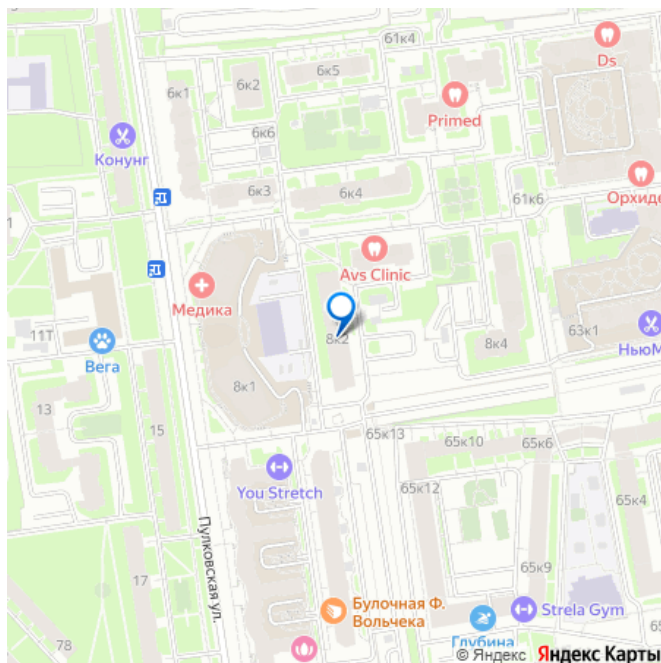 61к4
Ds
6к5
6к2
6к1
Primed
Конунг
6к6
6к3
6к4
61к6
Орхиде
1
Avs Clinic
Медика
11Т
Вега
8к2
8к4
63к1
НьюМ
8к1
13
15
65к13
65к10
65к6
You Stretch
65к12
65к4
Пулковская ул.
65к9
17
Булочная Ф.
Вольчека
Strela Gym
78
Глубина
© Яндекс Яндекс Карты